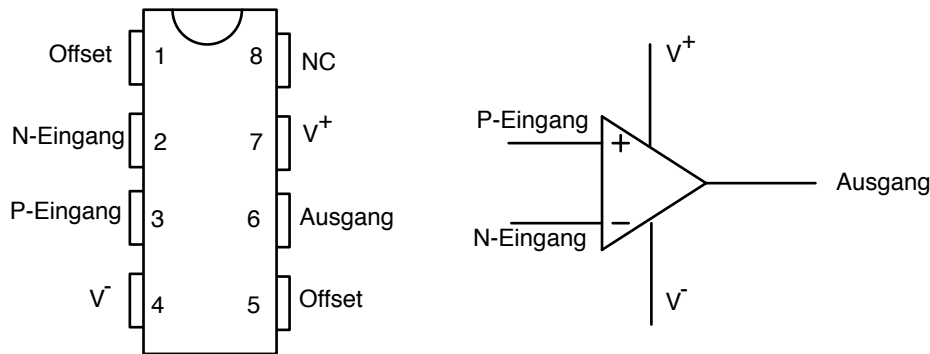 Offset 1 8 NC
N-Eingang 2 7 V+
P-Eingang 3 6 Ausgang
V- 4 5 Offset
V+
P-Eingang +
Ausgang
N-Eingang −
V-